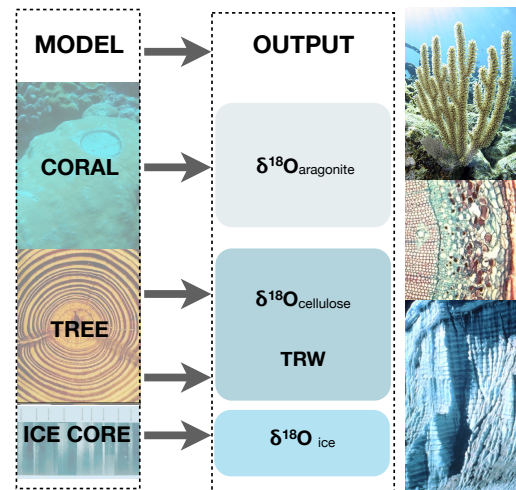 MODEL
OUTPUT
CORAL
δ¹⁸Oaragonite
TREE
δ¹⁸Ocellulose
TRW
ICE CORE
δ¹⁸O ice